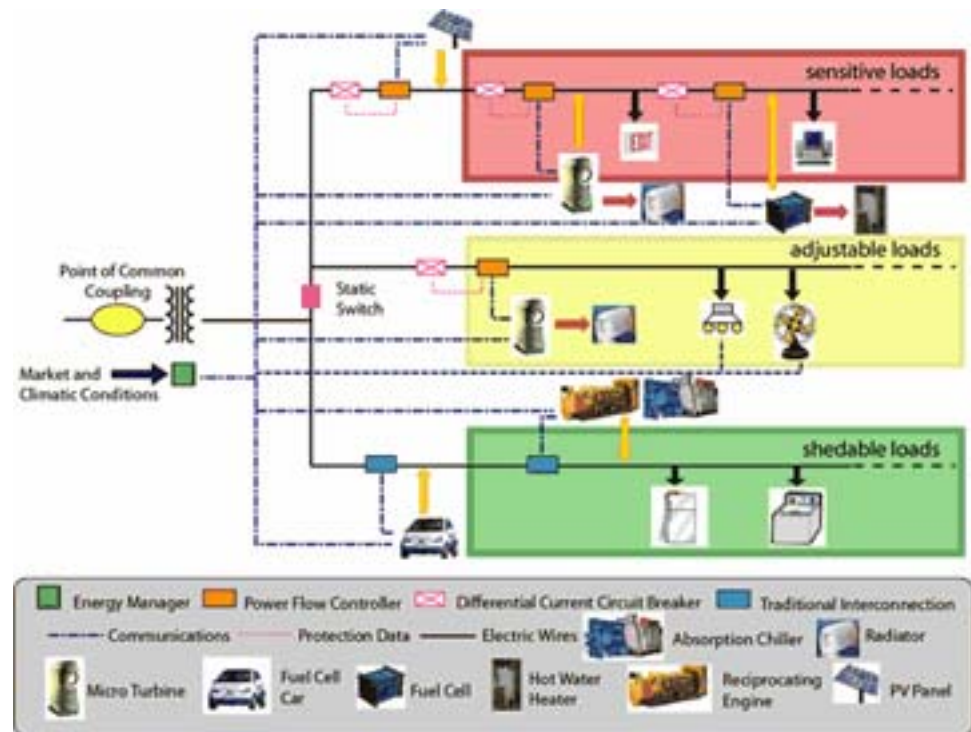 sensitive loads
EXIT
adjustable loads
Point of Common
Coupling
Static
Switch
Market and
Climatic Conditions
shedable loads
Energy Manager
Power Flow Controller
Differential Current Circuit Breaker
Traditional Interconnection
Communications
Protection Data
Electric Wires
Absorption Chiller
Radiator
Micro Turbine
Fuel Cell
Car
Fuel Cell
Hot Water
Heater
Reciprocating
Engine
PV Panel